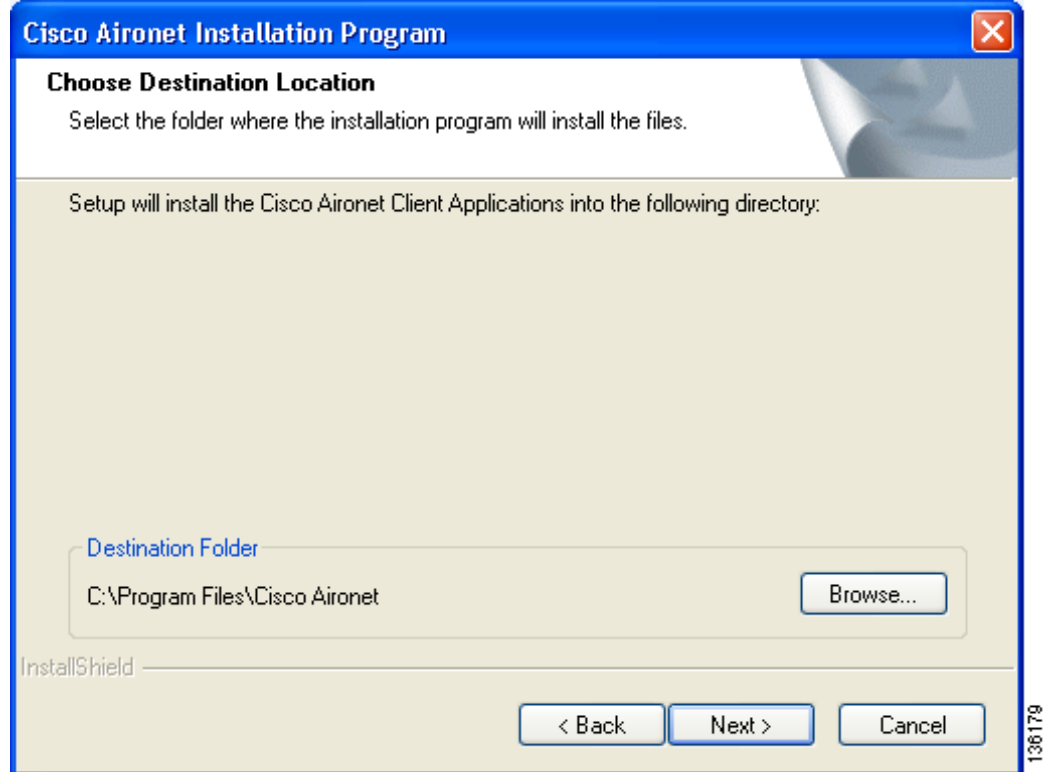 Cisco Aironet Installation Program
Choose Destination Location
Select the folder where the installation program will install the files.
Setup will install the Cisco Aironet Client Applications into the following directory:
Destination Folder
C:\Program Files\Cisco Aironet
Browse...
InstallShield
< Back
Next >
Cancel
136179